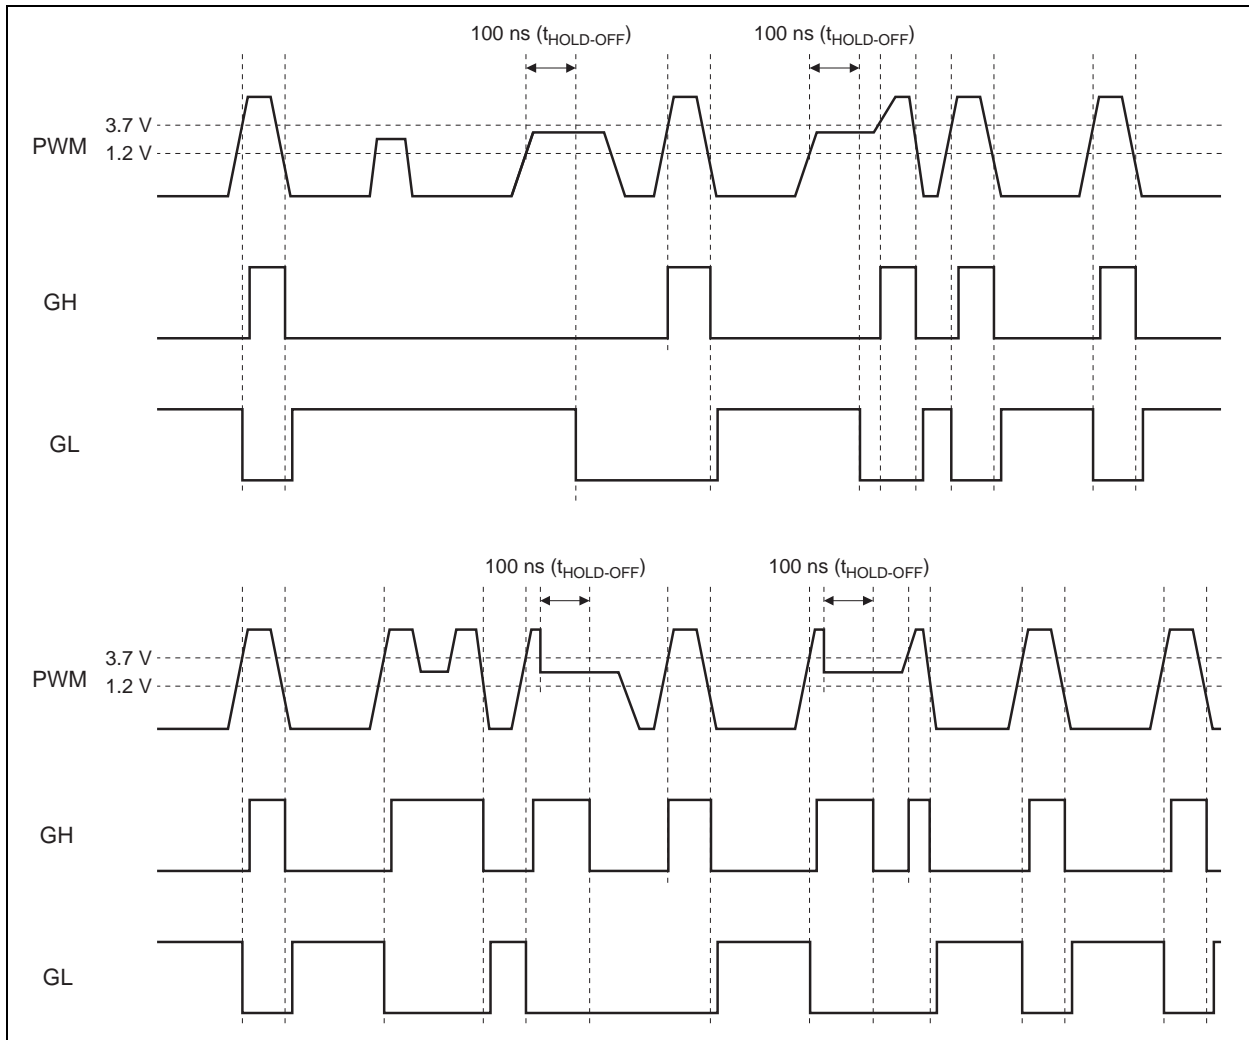 100 ns (tHOLD-OFF) 100 ns (tHOLD-OFF)
3.7 V
PWM 1.2 V
GH
GL
100 ns (tHOLD-OFF) 100 ns (tHOLD-OFF)
3.7 V
PWM 1.2 V
GH
GL